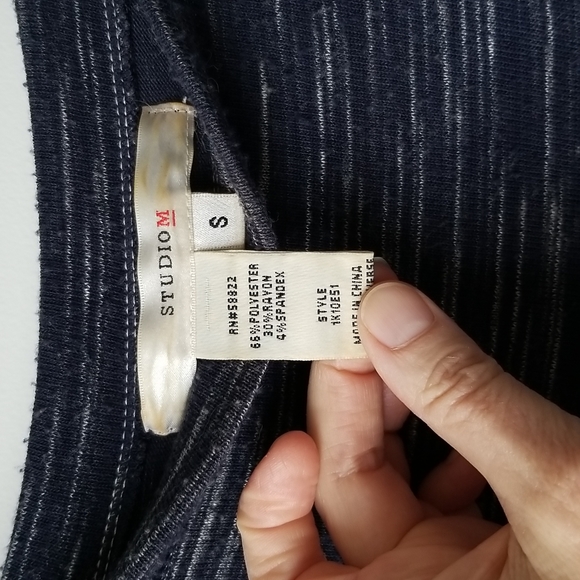 STUDIO M
S
RN#58822
66%POLYESTER
30%RAYON
4%SPANDEX
STYLE
1K10E51
MADE IN CHINA